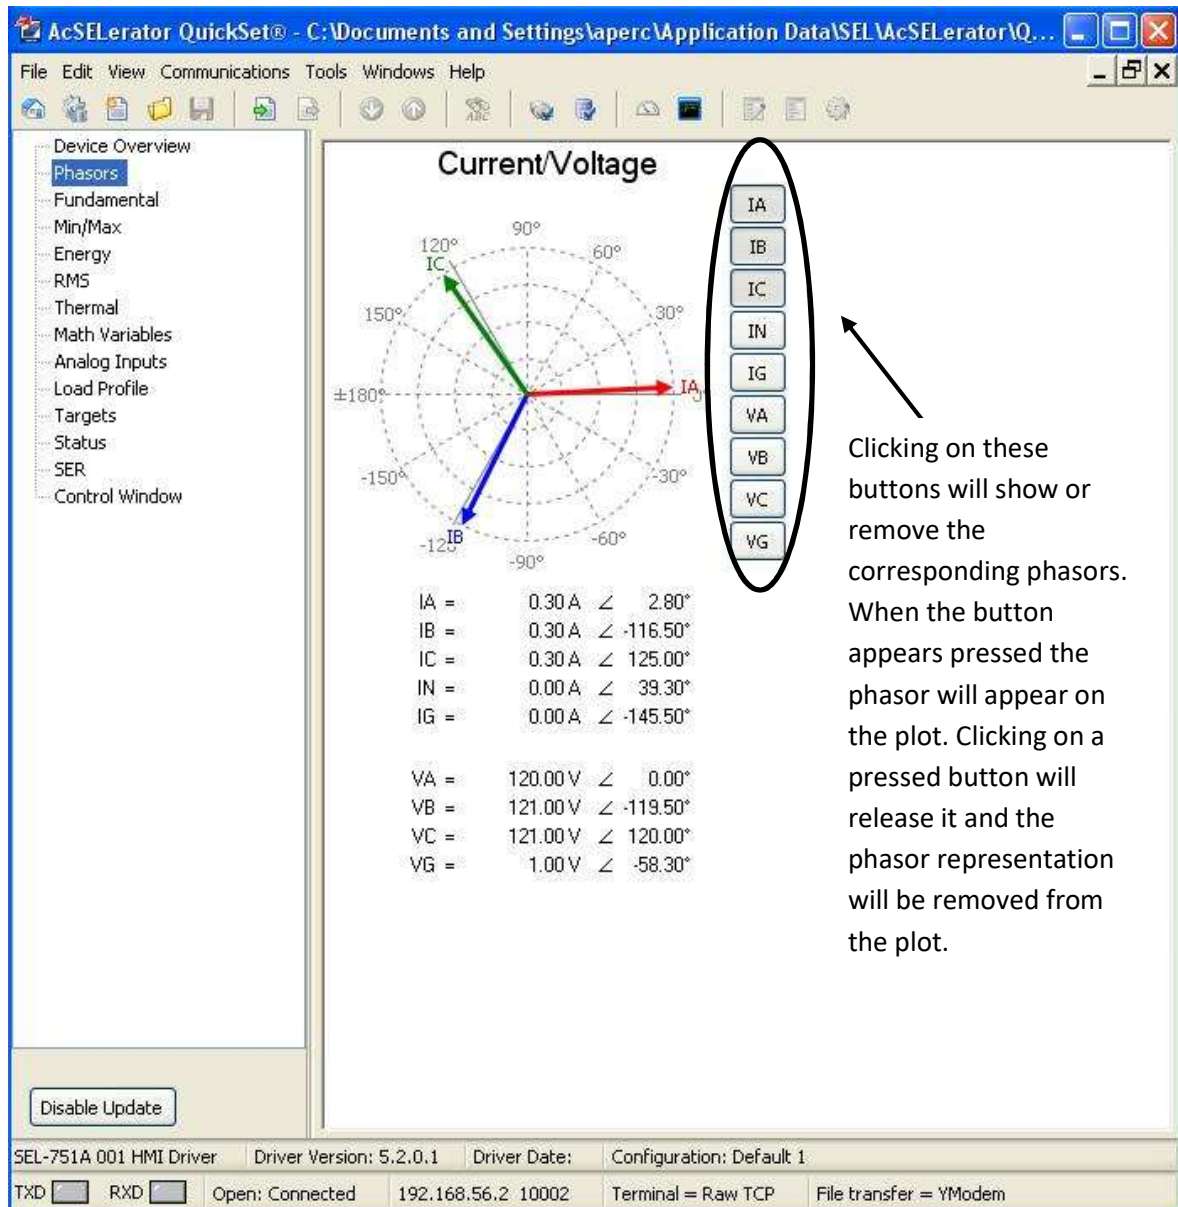 AcSELerator QuickSet® - C:\Documents and Settings\aperc\Application Data\SEL\AcSELerator\Q...
File Edit View Communications Tools Windows Help
Device Overview
Phasors
Fundamental
Min/Max
Energy
RMS
Thermal
Math Variables
Analog Inputs
Load Profile
Targets
Status
SER
Control Window
Disable Update
Current/Voltage
90°
120°
60°
IC
150°
30°
±180°
IA
0°
-150°
-30°
IB
-120°
-60°
-90°
IA
IB
IC
IN
IG
VA
VB
VC
VG
IA = 0.30 A ∠ 2.80°
IB = 0.30 A ∠ -116.50°
IC = 0.30 A ∠ 125.00°
IN = 0.00 A ∠ 39.30°
IG = 0.00 A ∠ -145.50°
VA = 120.00 V ∠ 0.00°
VB = 121.00 V ∠ -119.50°
VC = 121.00 V ∠ 120.00°
VG = 1.00 V ∠ -58.30°
Clicking on these
buttons will show or
remove the
corresponding phasors.
When the button
appears pressed the
phasor will appear on
the plot. Clicking on a
pressed button will
release it and the
phasor representation
will be removed from
the plot.
SEL-751A 001 HMI Driver Driver Version: 5.2.0.1 Driver Date: Configuration: Default 1
TXD RXD Open: Connected 192.168.56.2 10002 Terminal = Raw TCP File transfer = YModem